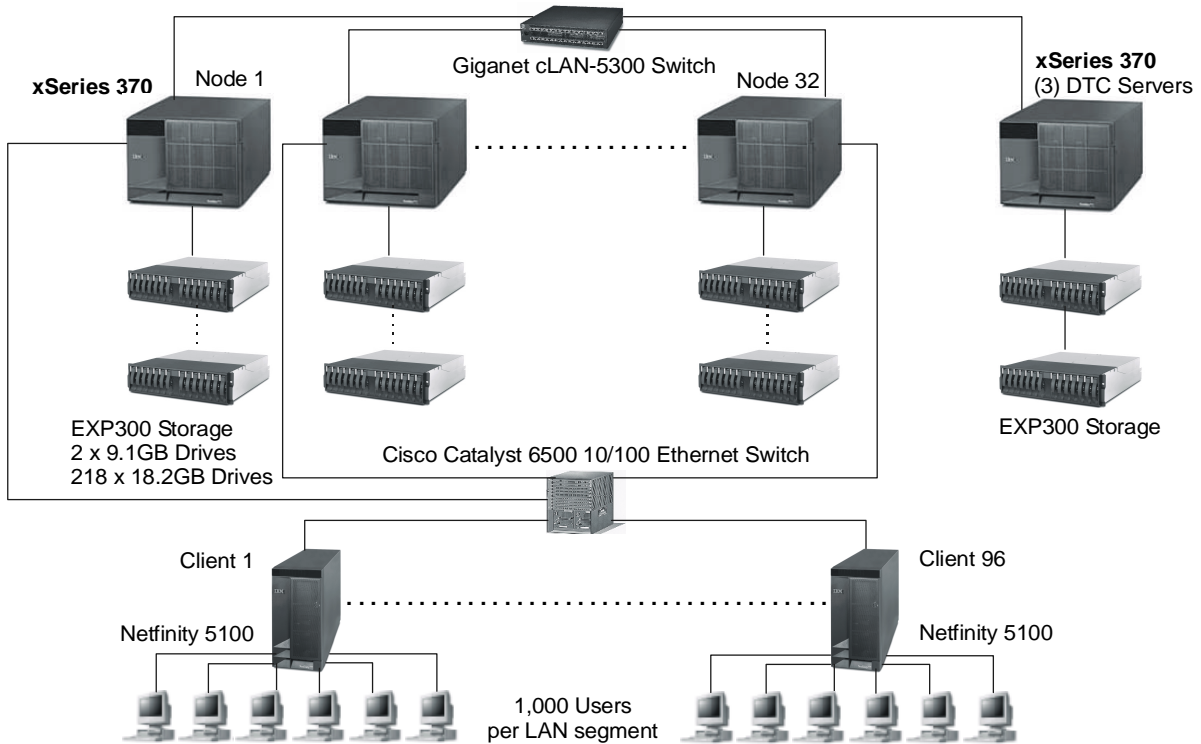 Giganet cLAN-5300 Switch
xSeries 370
Node 1
Node 32
xSeries 370
(3) DTC Servers
EXP300 Storage
2 x 9.1GB Drives
218 x 18.2GB Drives
EXP300 Storage
Cisco Catalyst 6500 10/100 Ethernet Switch
Client 1
Client 96
Netfinity 5100
Netfinity 5100
1,000 Users
per LAN segment